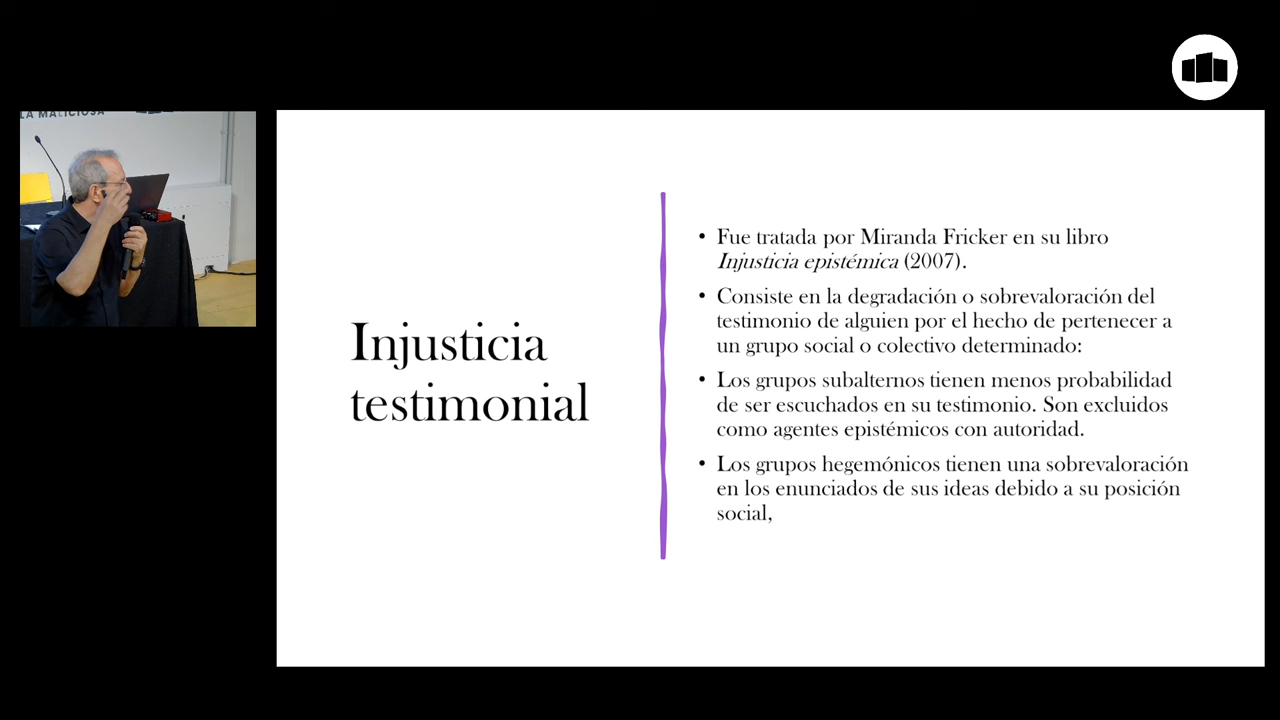 LA MALICIOSA
Injusticia
testimonial
• Fue tratada por Miranda Fricker en su libro
Injusticia epistémica (2007).
• Consiste en la degradación o sobrevaloración del
testimonio de alguien por el hecho de pertenecer a
un grupo social o colectivo determinado:
• Los grupos subalternos tienen menos probabilidad
de ser escuchados en su testimonio. Son excluidos
como agentes epistémicos con autoridad.
• Los grupos hegemónicos tienen una sobrevaloración
en los enunciados de sus ideas debido a su posición
social,